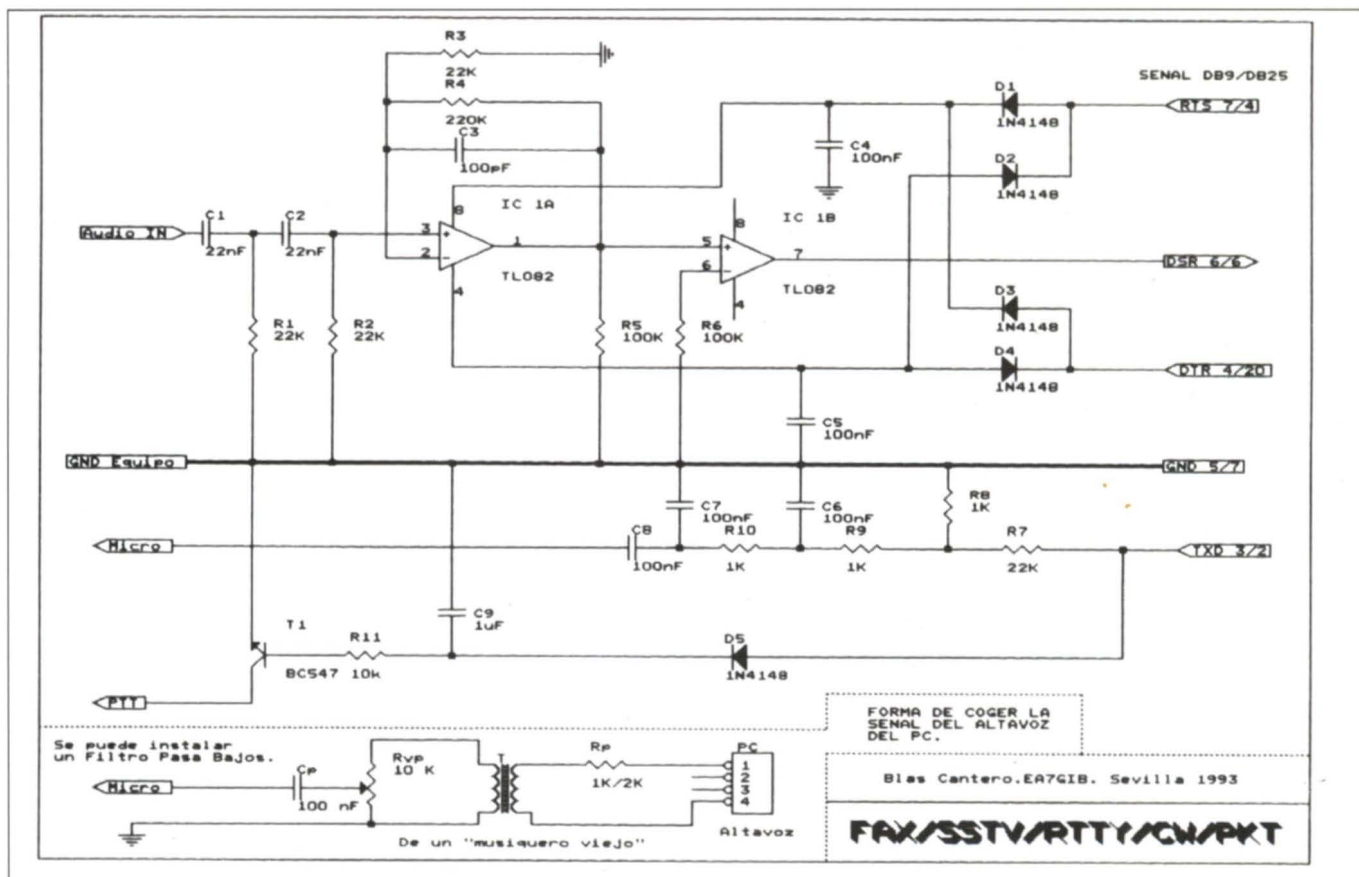 R3
22K
R4
220K
C3
100pF
SENAL DB9/DB25
D1
1N4148
RTS 7/4
C4
100nF
D2
1N4148
8
IC 1A
8
IC 1B
Audio IN
C1
22nF
C2
22nF
3
+
2
-
1
TL082
4
5
+
6
-
7
TL082
4
DSR 6/6
D3
1N4148
R1
22K
R2
22K
R5
100K
R6
100K
D4
1N4148
DTR 4/20
C5
100nF
GND Equipo
GND 5/7
C7
100nF
C6
100nF
R8
1K
Micro
C8
100nF
R10
1K
R9
1K
R7
22K
TXD 3/2
C9
1uF
T1
BC547
R11
10k
D5
1N4148
PTT
FORMA DE COGER LA
SENAL DEL ALTAVOZ
DEL PC.
Se puede instalar
un Filtro Pasa Bajos.
Micro
Cp
100 nF
Rvp
10 K
T
Rp
1K/2K
PC
1
2
3
4
Altavoz
De un "musiquero viejo"
Blas Cantero.EA7GIB. Sevilla 1993
FAX/SSTV/RTTY/CW/PKT